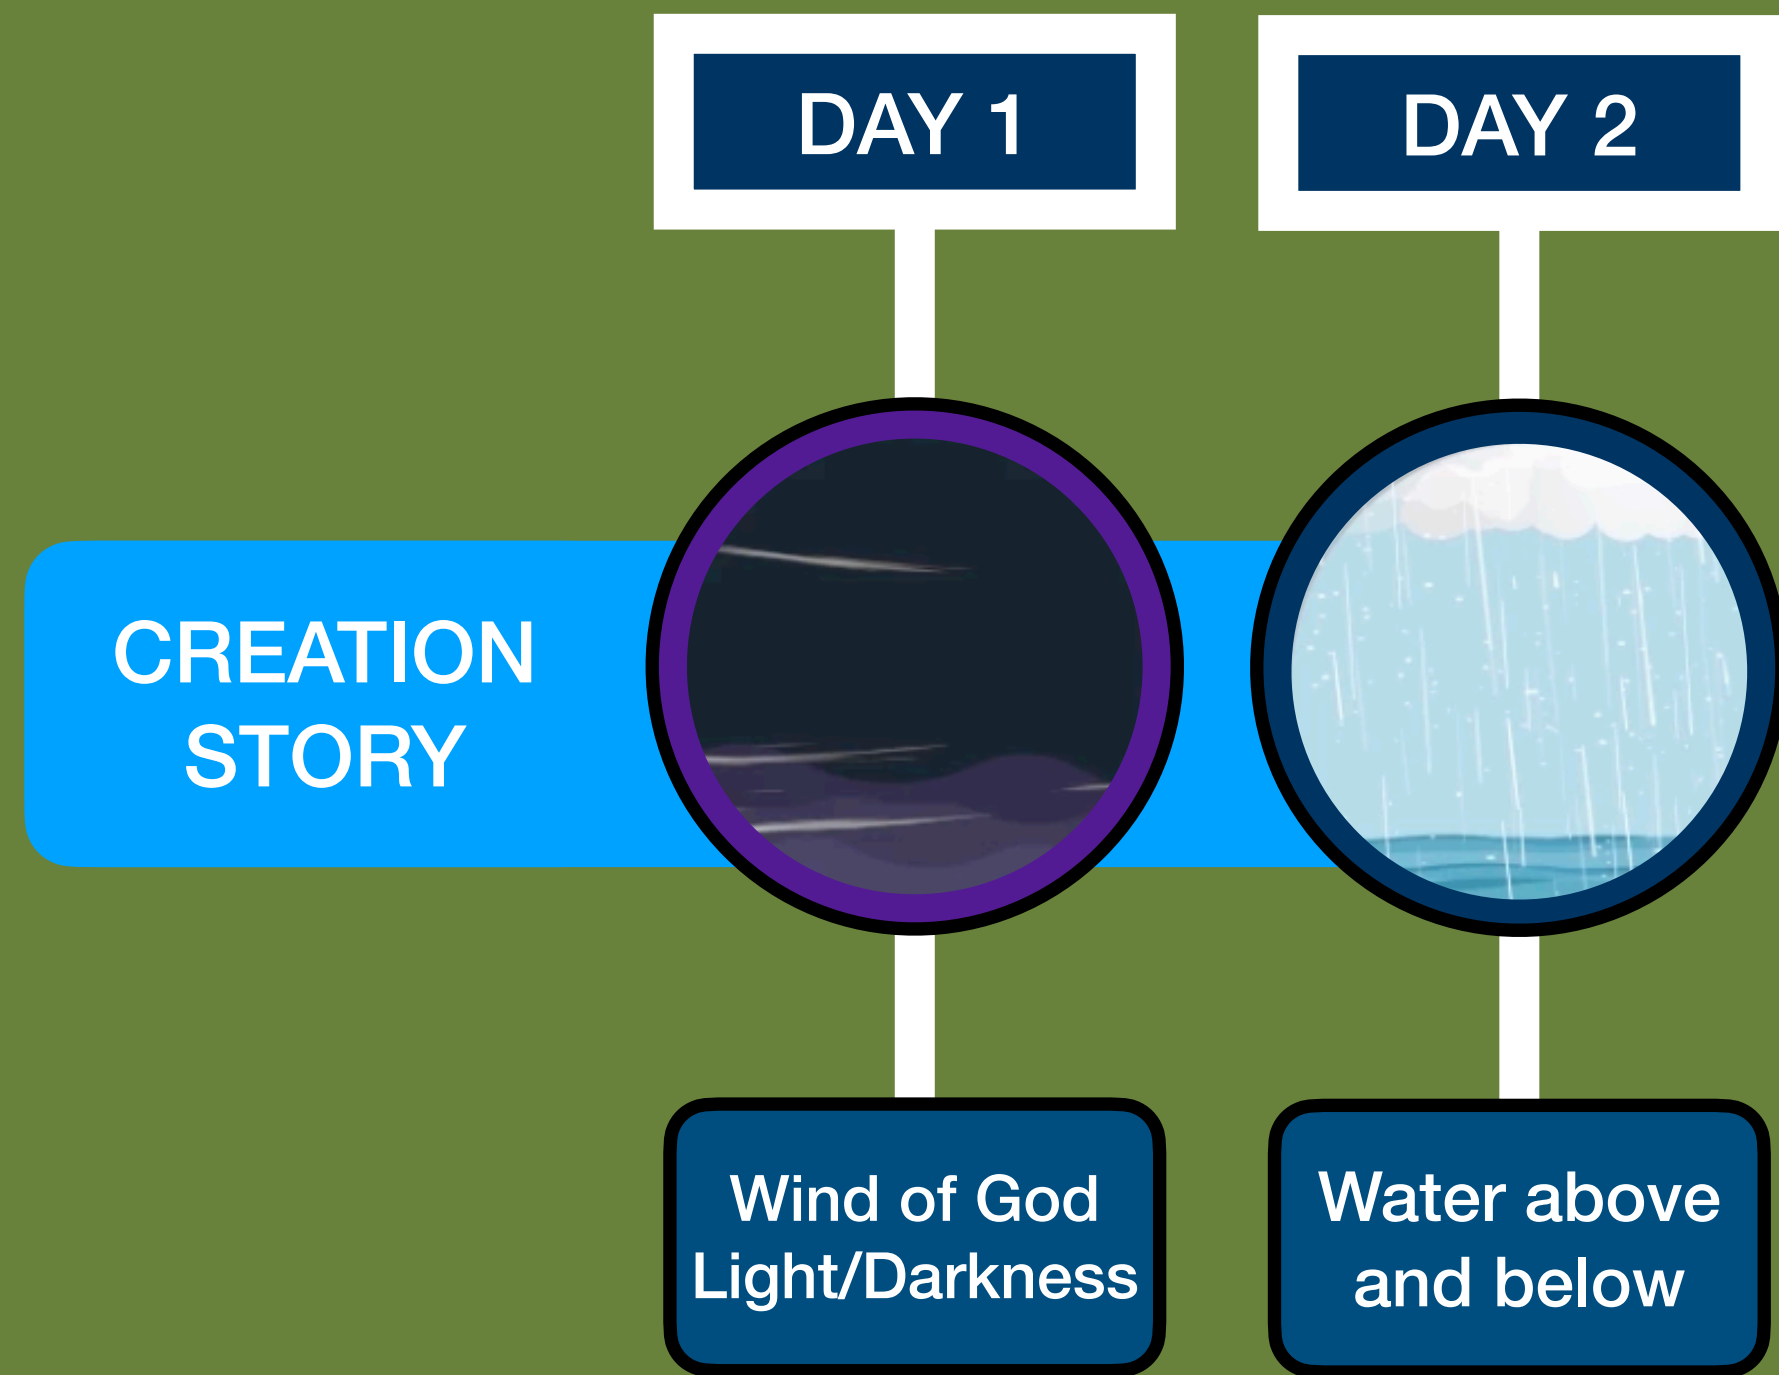 DAY 1
DAY 2
CREATION
STORY
Wind of God
Light/Darkness
Water above
and below